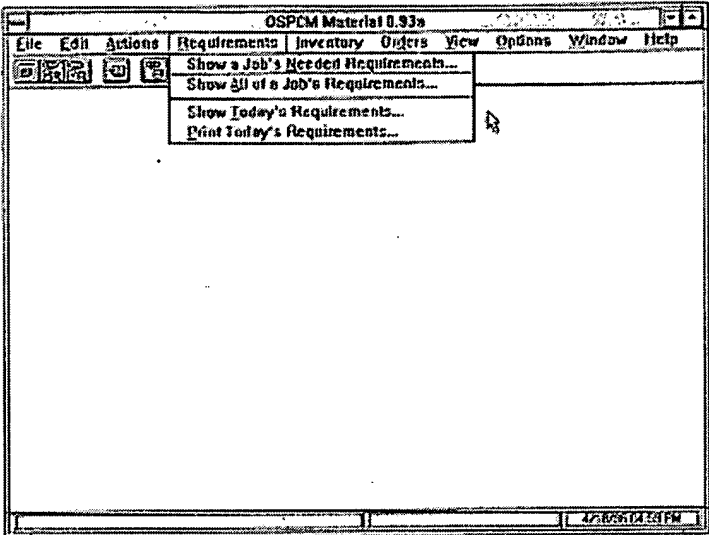 OSPCM Material 0.93a
File Edit Actions Requirements Inventory Orders View Options Window Help
Show a Job's Needed Requirements...
Show All of a Job's Requirements...
Show Today's Requirements...
Print Today's Requirements...
PM